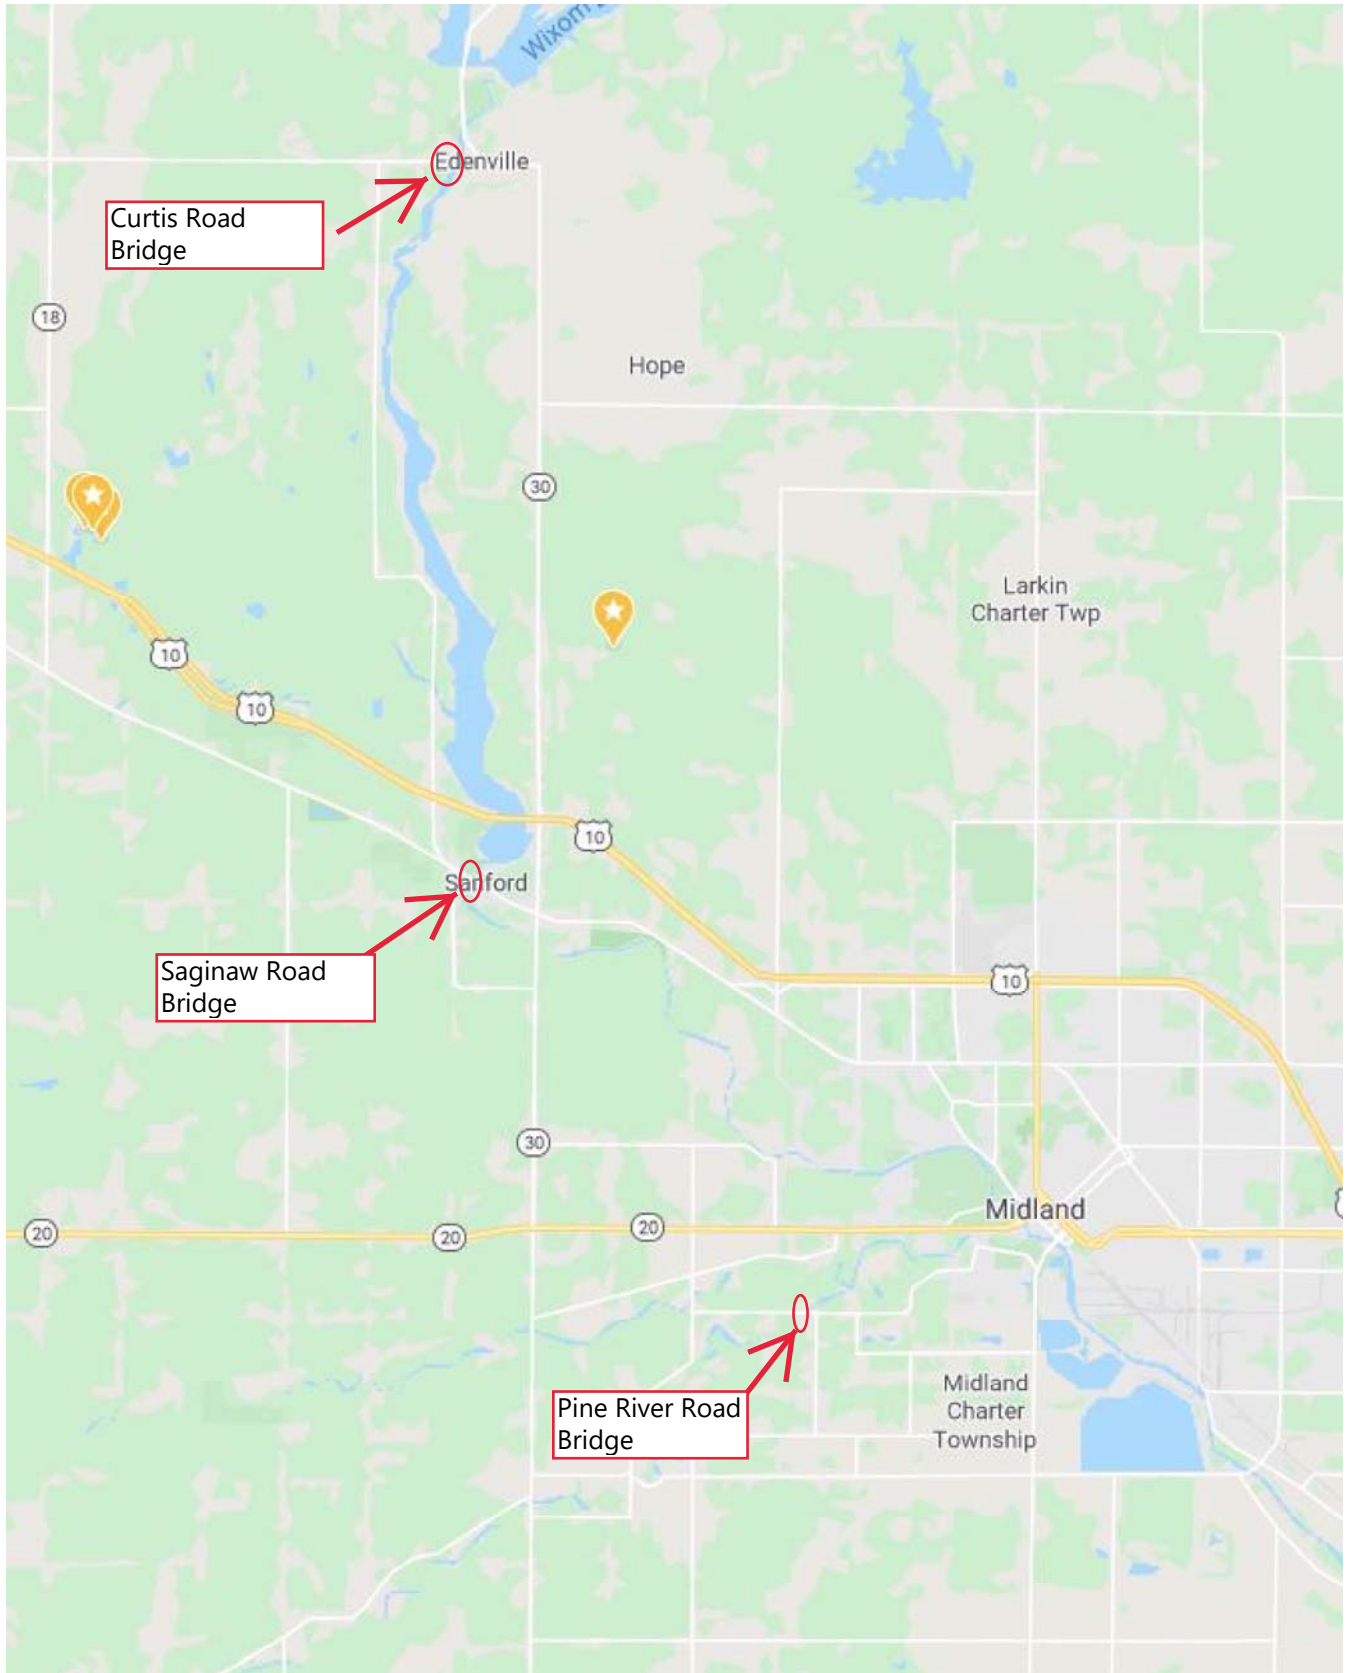 Wixom
Edenville
Curtis Road
Bridge
18
Hope
30
Larkin
Charter Twp
10
10
10
Sanford
Saginaw Road
Bridge
10
30
Midland
20
20
20
Pine River Road
Bridge
Midland
Charter
Township